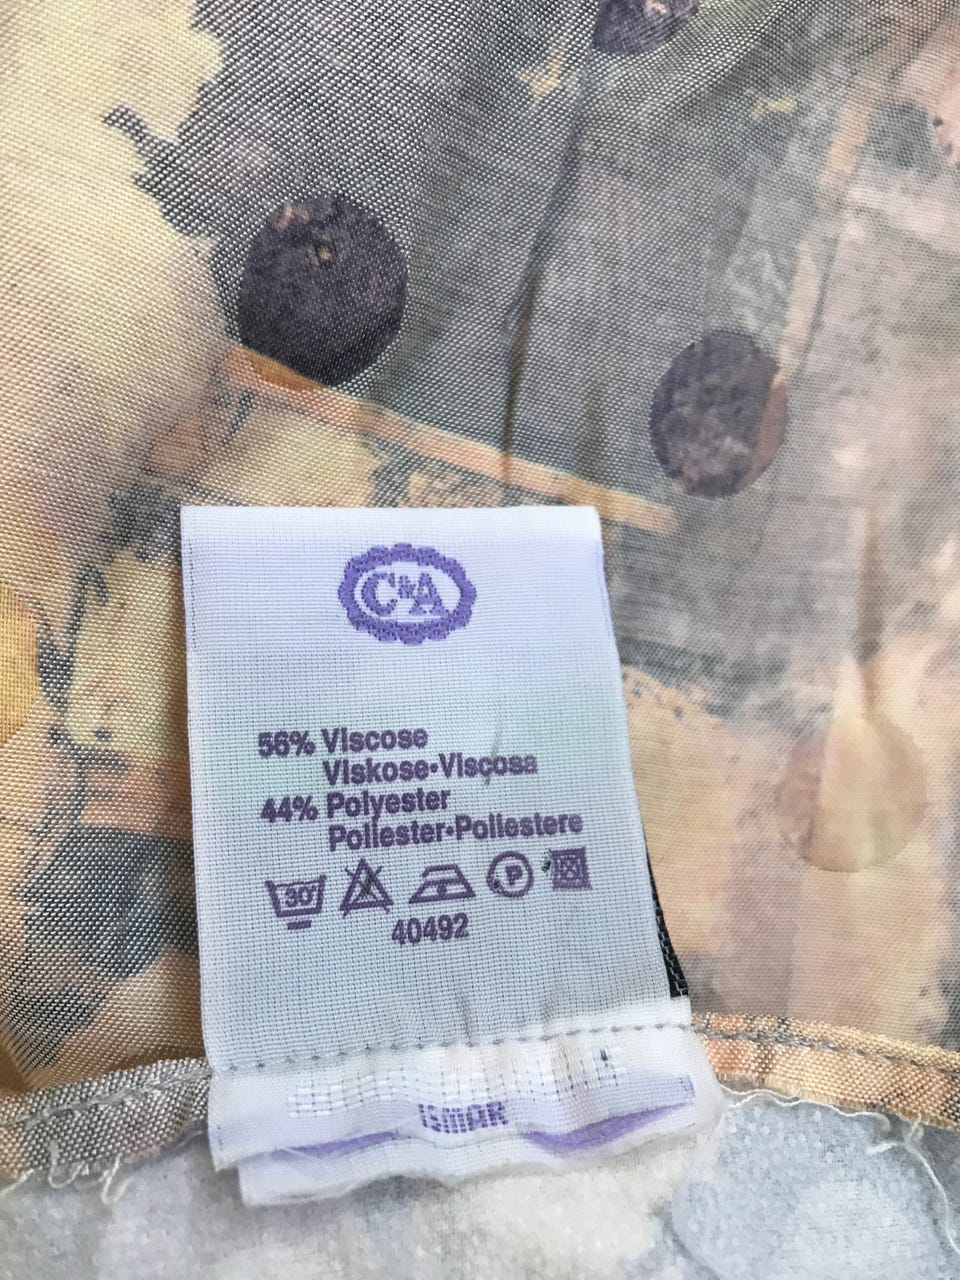 C&A
56% Viscose
Viskose•Viscosa
44% Polyester
Poliester•Poliestere
30° P
40492